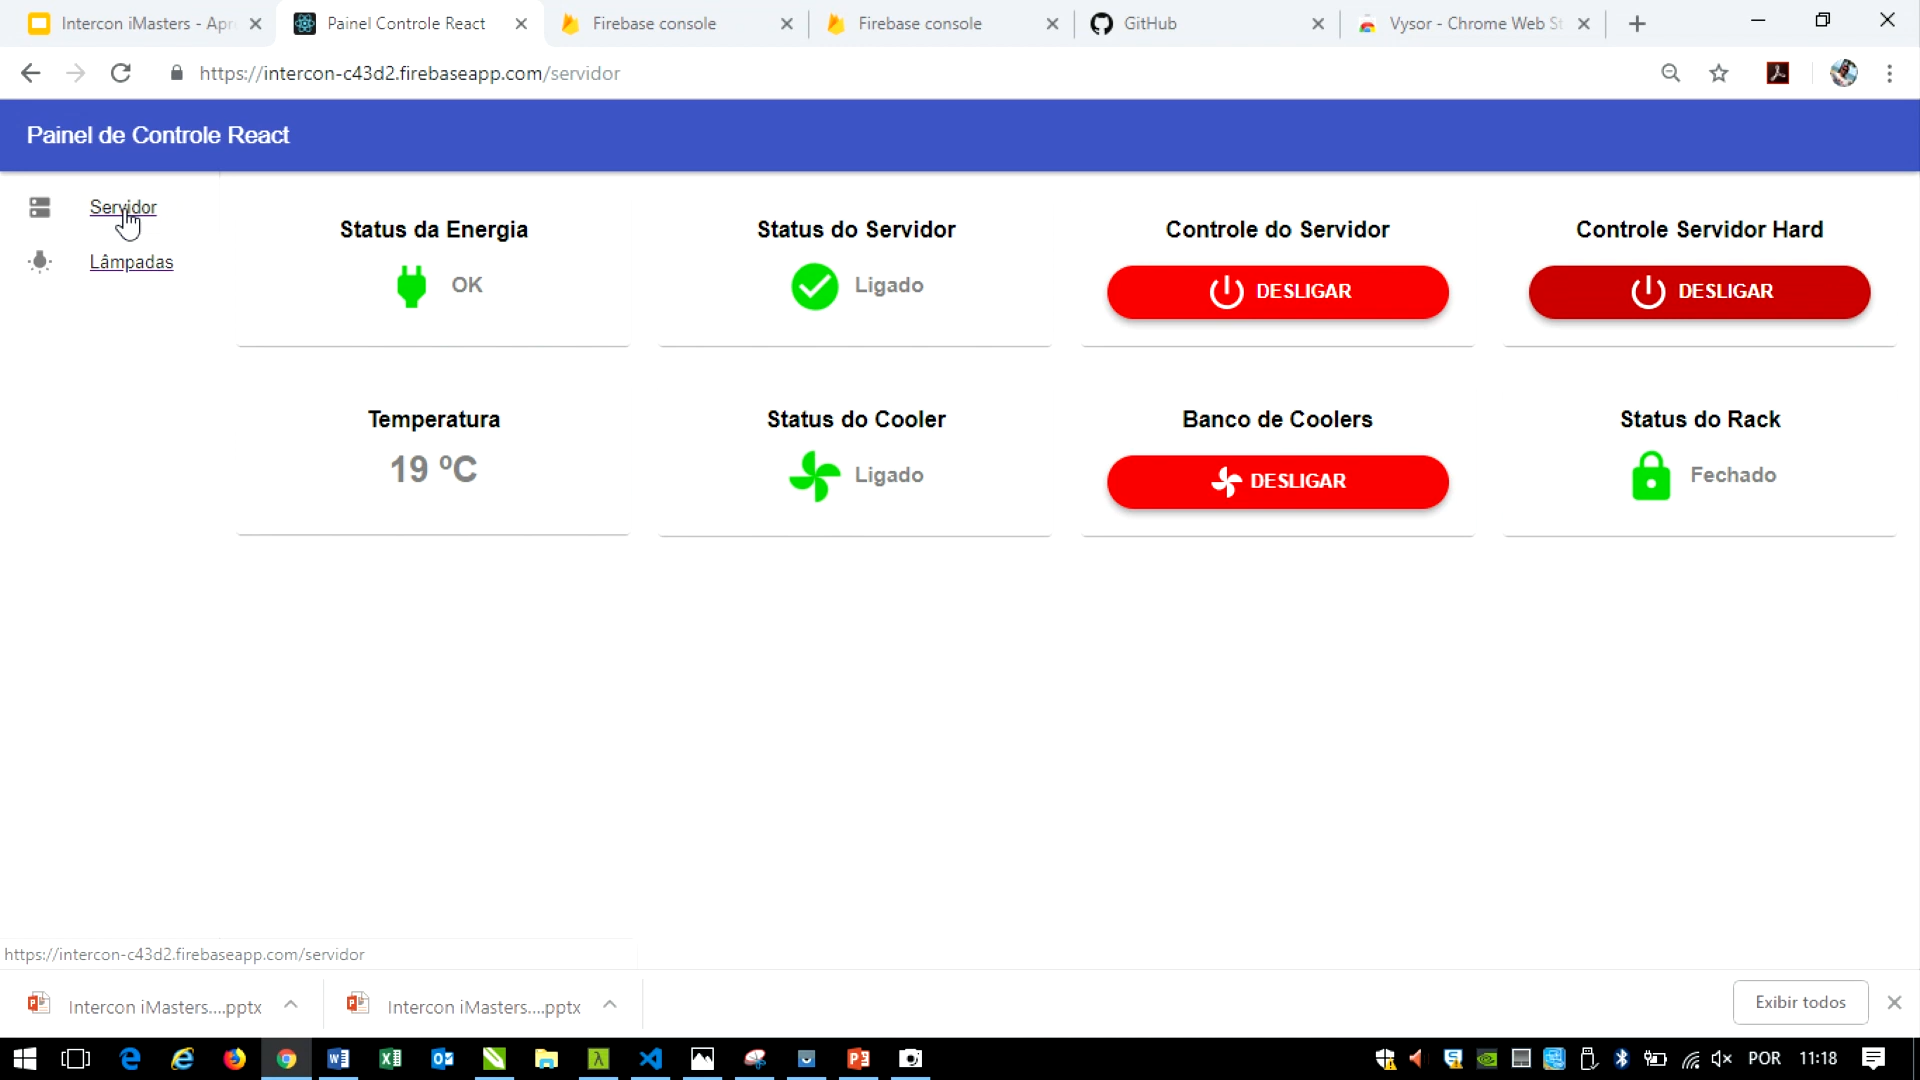 Intercon iMasters - Apr
Painel Controle React
Firebase console
Firebase console
GitHub
Vysor - Chrome Web St
https://intercon-c43d2.firebaseapp.com/servidor
Painel de Controle React
Servidor
Lâmpadas
Status da Energia
OK
Status do Servidor
Ligado
Controle do Servidor
DESLIGAR
Controle Servidor Hard
DESLIGAR
Temperatura
19 ºC
Status do Cooler
Ligado
Banco de Coolers
DESLIGAR
Status do Rack
Fechado
https://intercon-c43d2.firebaseapp.com/servidor
Intercon iMasters....pptx
Intercon iMasters....pptx
Exibir todos
POR
11:18